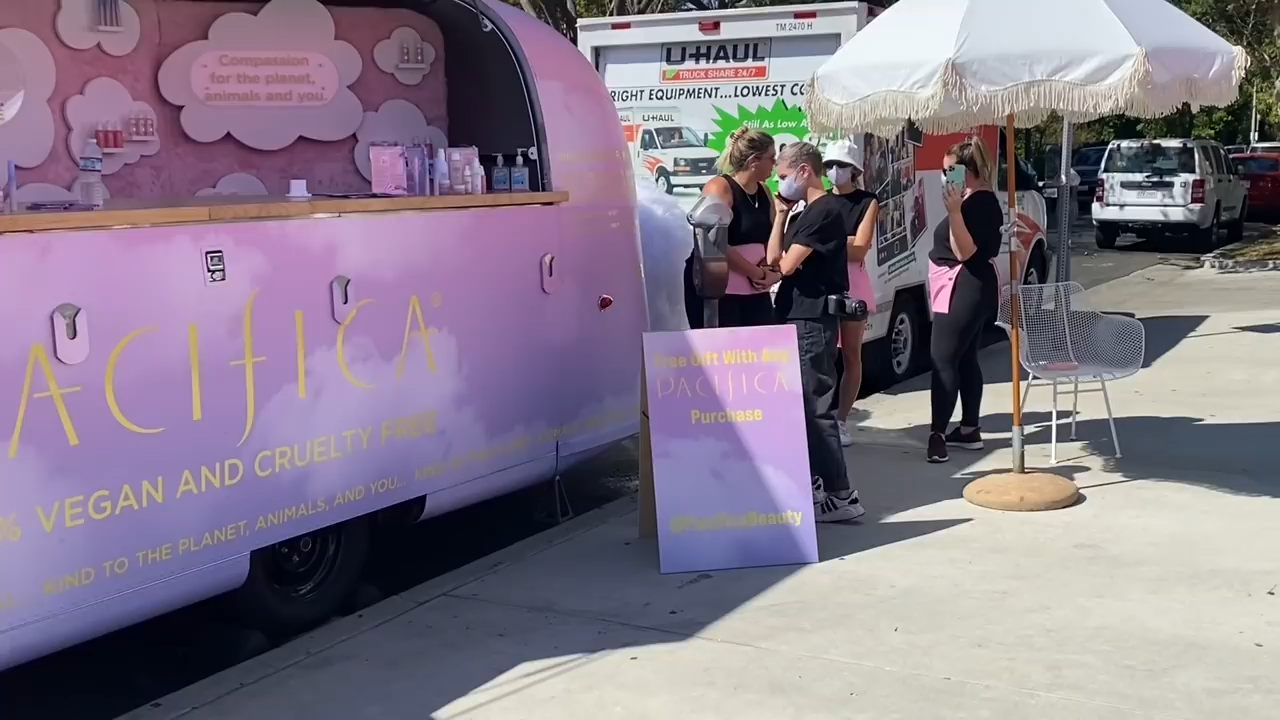 Compassion
for the planet,
animals and you.
ACIFICA®
% VEGAN AND CRUELTY FREE
KIND TO THE PLANET, ANIMALS, AND YOU...
TM 2470 H
U-HAUL
TRUCK SHARE 24/7
RIGHT EQUIPMENT...LOWEST CO
Still As Low A
U-HAUL
Free Gift With Any
PACIFICA
Purchase
@PacificaBeauty